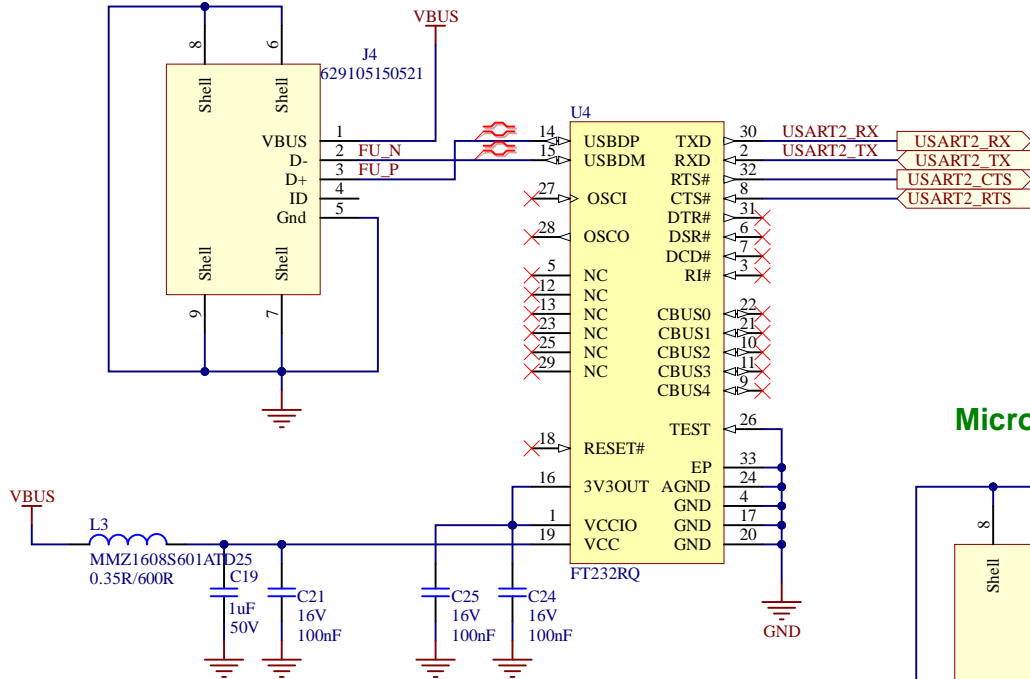 VBUS
J4
629105150521
8
6
Shell
Shell
VBUS
1
D-
2
FU_N
D+
3
FU_P
ID
4
Gnd
5
Shell
Shell
9
7
U4
14
USBDP
15
USBDM
27
OSCI
28
OSCO
5
NC
12
NC
13
NC
23
NC
25
NC
29
NC
18
RESET#
16
3V3OUT
1
VCCIO
19
VCC
TXD
30
USART2_RX
USART2_RX
RXD
2
USART2_TX
USART2_TX
RTS#
32
USART2_CTS
CTS#
8
USART2_RTS
DTR#
31
DSR#
6
DCD#
7
RI#
3
CBUS0
22
CBUS1
21
CBUS2
10
CBUS3
11
CBUS4
9
TEST
26
EP
33
AGND
24
GND
4
GND
17
GND
20
FT232RQ
GND
VBUS
L3
MMZ1608S601ATD25
0.35R/600R
C19
1uF
50V
C21
16V
100nF
C25
16V
100nF
C24
16V
100nF
Micro
8
Shell